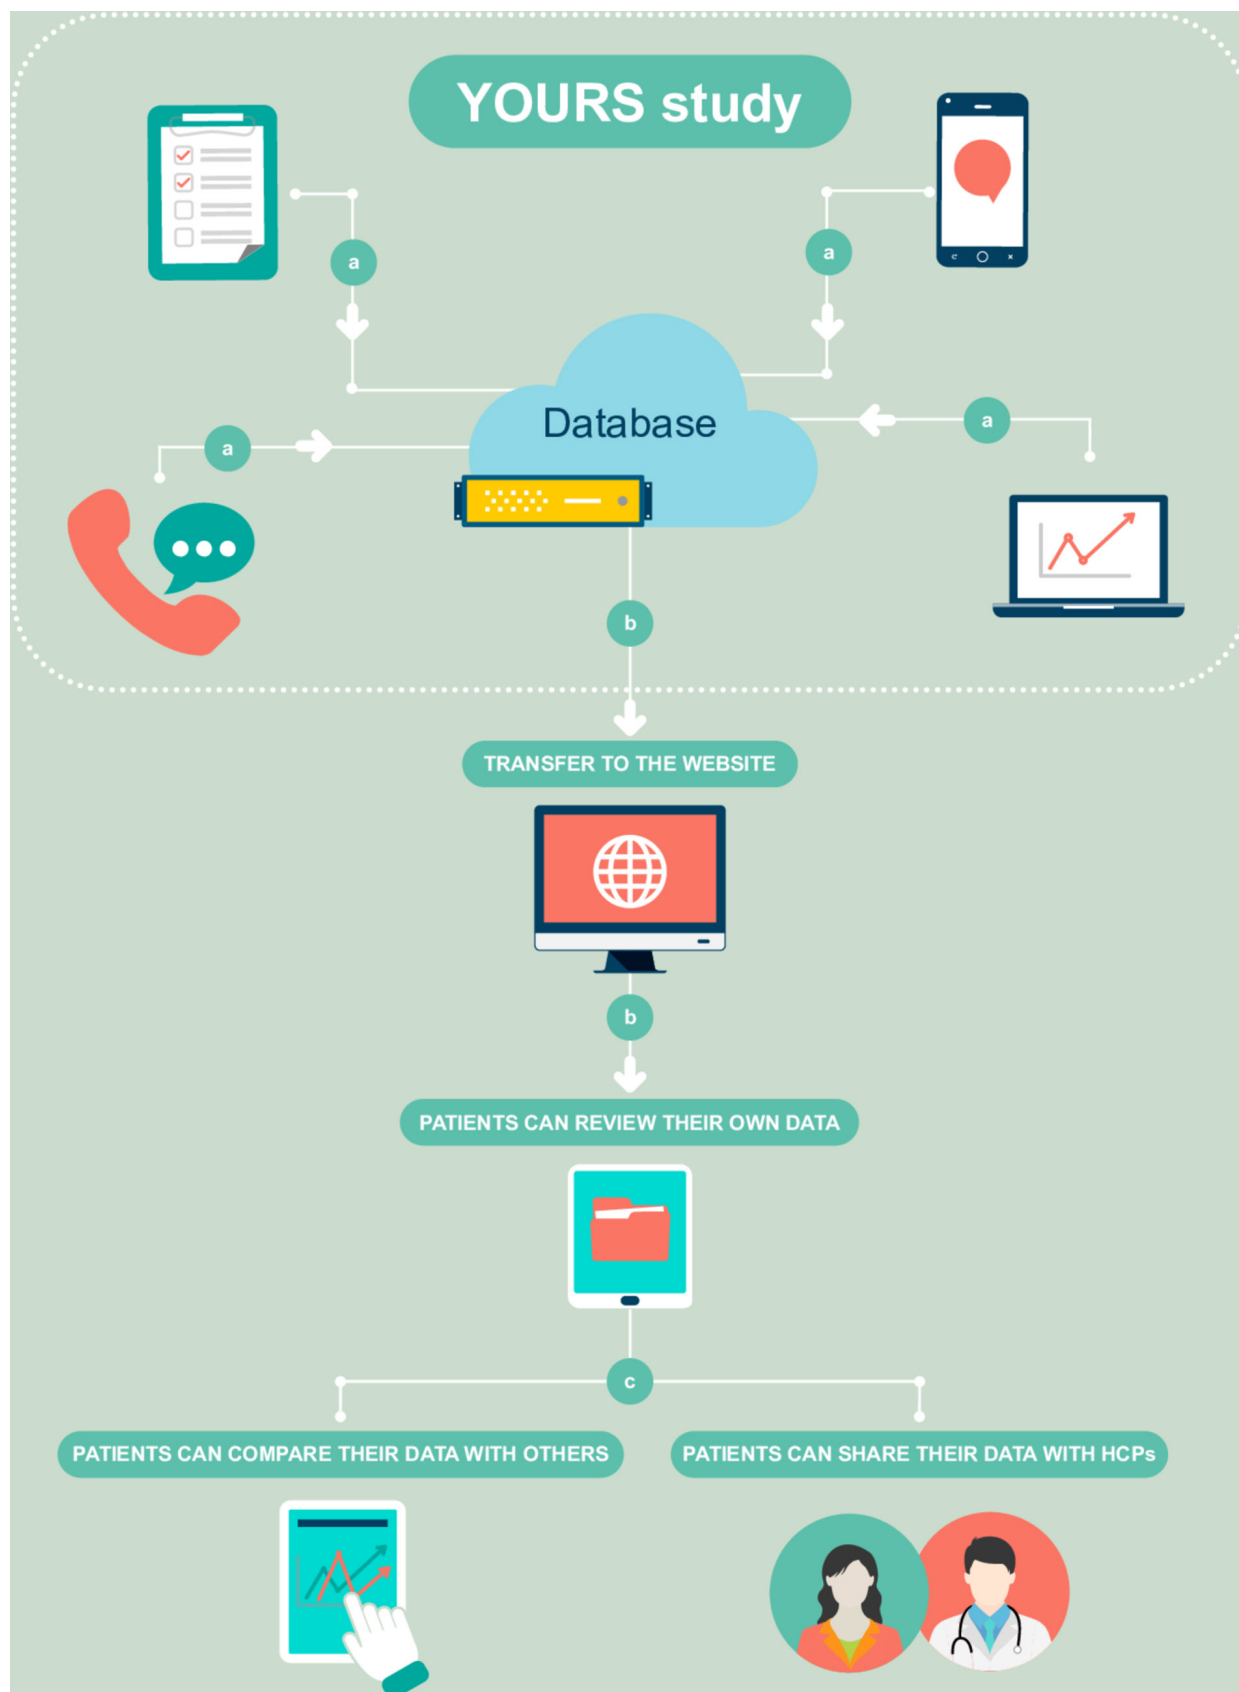 YOURS study
a
a
Database
a
a
b
TRANSFER TO THE WEBSITE
b
PATIENTS CAN REVIEW THEIR OWN DATA
c
PATIENTS CAN COMPARE THEIR DATA WITH OTHERS
PATIENTS CAN SHARE THEIR DATA WITH HCPs